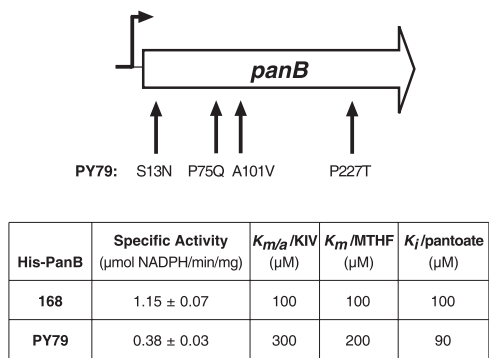 panB
PY79: S13N P75Q A101V P227T
His-PanB Specific Activity (µmol NADPH/min/mg) Km/a/KIV (µM) Km/MTHF (µM) Ki/pantoate (µM)
168 1.15 ± 0.07 100 100 100
PY79 0.38 ± 0.03 300 200 90